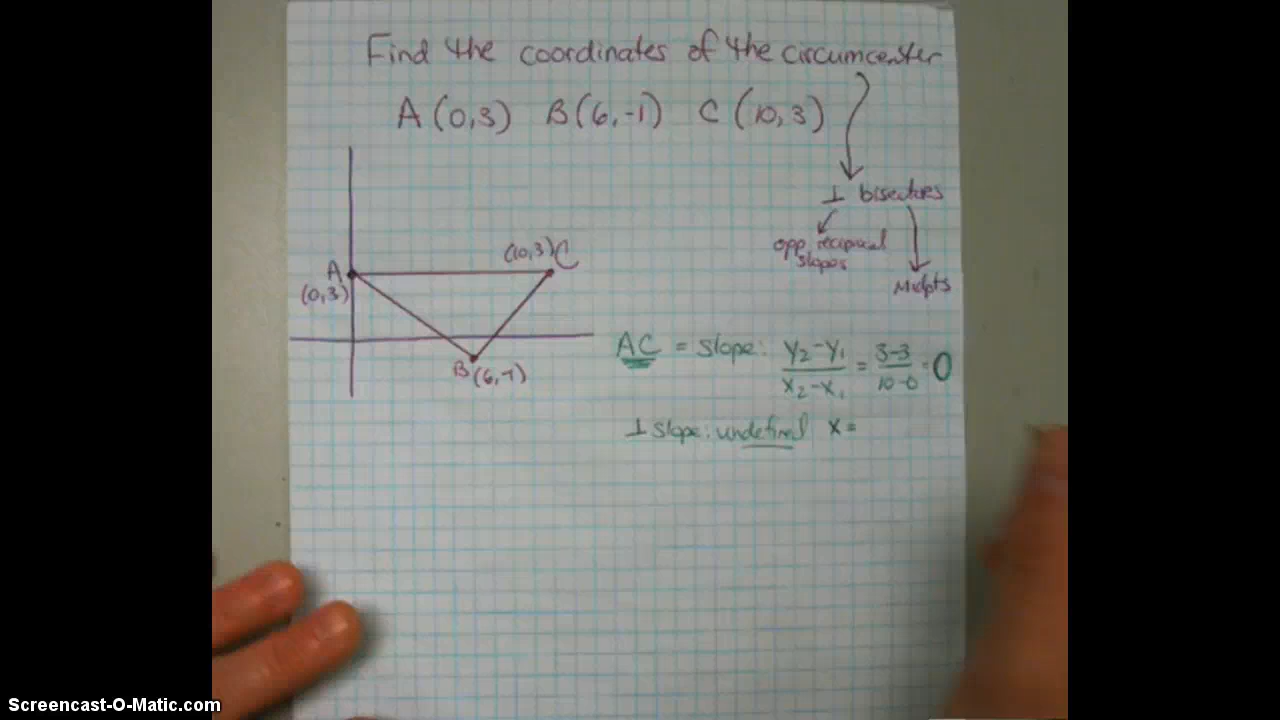 Find the coordinates of the circumcenter
A (0,3) B (6,-1) C (10,3)
⊥ bisectors
opp. reciprocal
slopes
Midpts
(10,3) C
A
(0,3)
B (6,-1)
AC = slope: y₂-y₁ / x₂-x₁ = 3-3 / 10-0 = 0
⊥ slope: undefined x =
Screencast-O-Matic.com